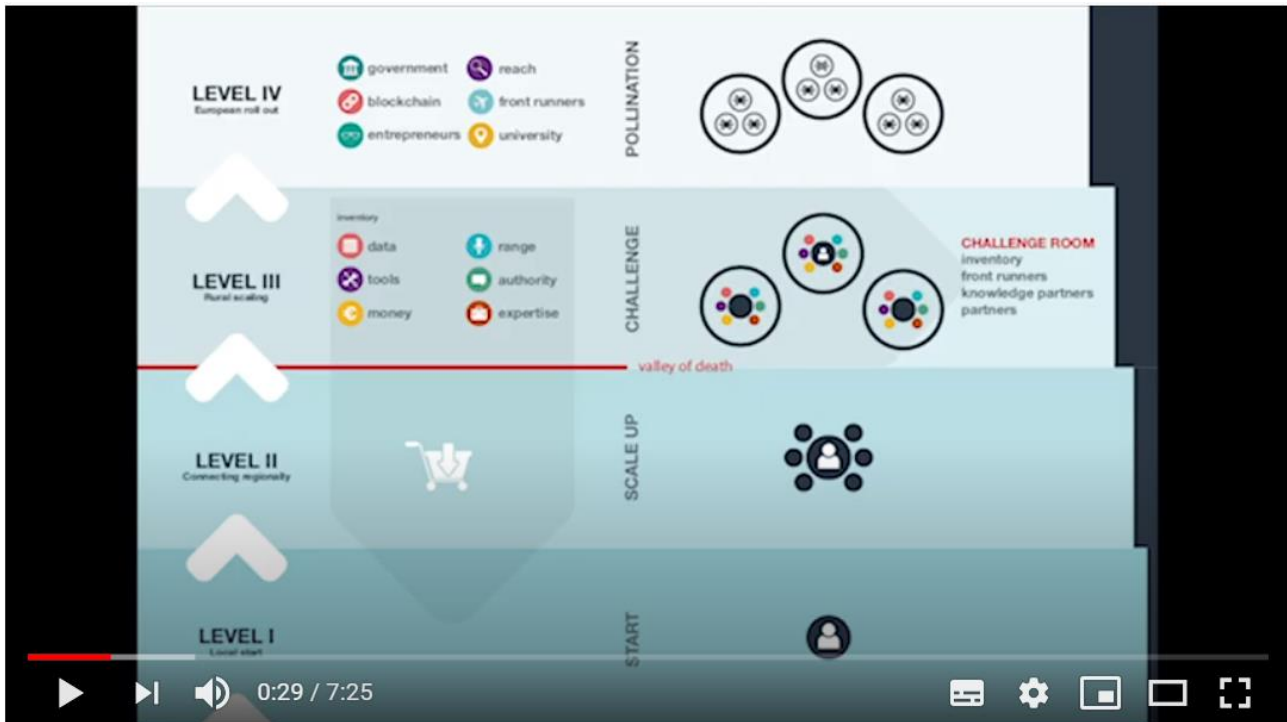 LEVEL IV
European roll out
government
reach
blockchain
front runners
entrepreneurs
university
POLLINATION
LEVEL III
Rural scaling
inventory
data
range
tools
authority
money
expertise
CHALLENGE
CHALLENGE ROOM
inventory
front runners
knowledge partners
partners
valley of death
LEVEL II
Connecting regionally
SCALE UP
LEVEL I
Local start
START
0:29 / 7:25